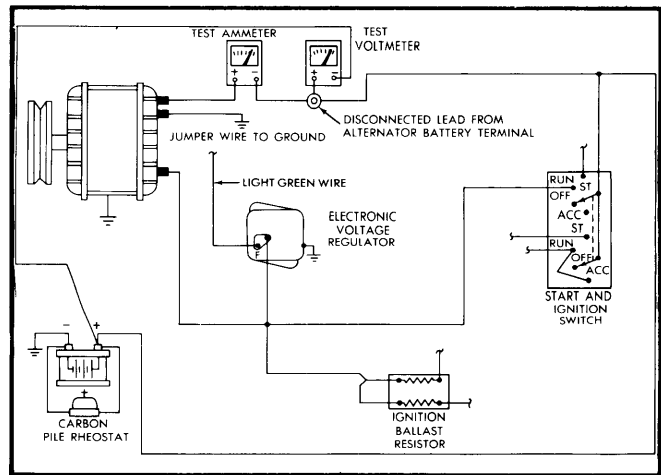 TEST AMMETER
TEST
VOLTMETER
+ -
+ -
DISCONNECTED LEAD FROM
ALTERNATOR BATTERY TERMINAL
JUMPER WIRE TO GROUND
LIGHT GREEN WIRE
ELECTRONIC
VOLTAGE
REGULATOR
F
RUN
ST
OFF
ACC
ST
RUN
OFF
ACC
START AND
IGNITION
SWITCH
- +
+
CARBON
PILE RHEOSTAT
IGNITION
BALLAST
RESISTOR